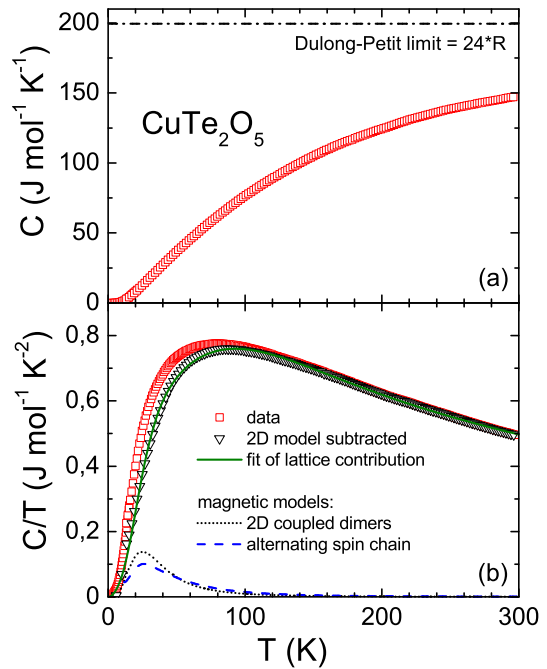 200
Dulong-Petit limit = 24*R
150
CuTe₂O₅
100
50
0
C (J mol⁻¹ K⁻¹)
(a)
0.8
0.6
data
2D model subtracted
fit of lattice contribution
0.4
magnetic models:
2D coupled dimers
0.2
alternating spin chain
0
C/T (J mol⁻¹ K⁻²)
(b)
0 100 200 300
T (K)